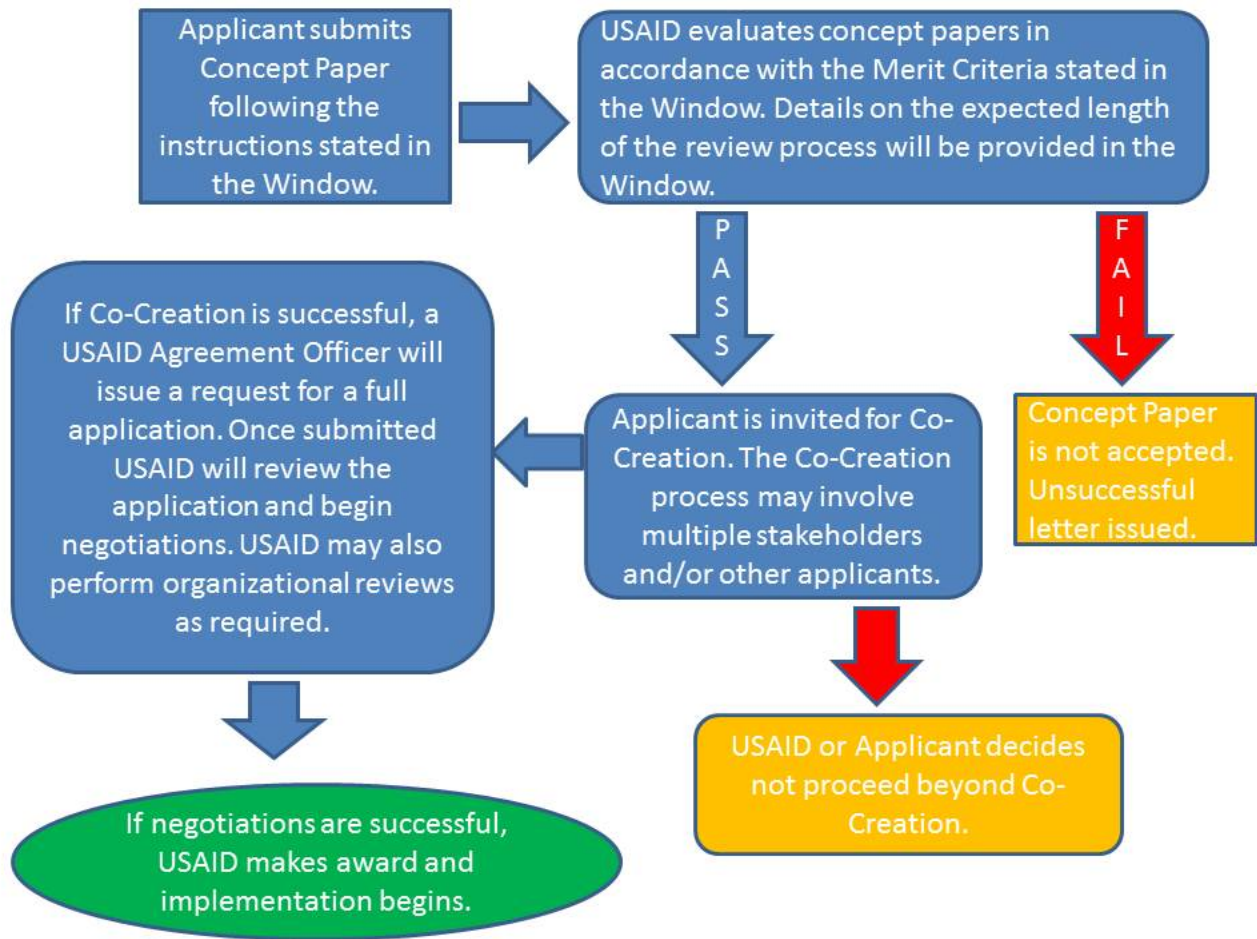 Applicant submits
Concept Paper
following the
instructions stated in
the Window.
USAID evaluates concept papers in
accordance with the Merit Criteria stated in
the Window. Details on the expected length
of the review process will be provided in the
Window.
P
A
S
S
F
A
I
L
If Co-Creation is successful, a
USAID Agreement Officer will
issue a request for a full
application. Once submitted
USAID will review the
application and begin
negotiations. USAID may also
perform organizational reviews
as required.
Applicant is invited for Co-
Creation. The Co-Creation
process may involve
multiple stakeholders
and/or other applicants.
Concept Paper
is not accepted.
Unsuccessful
letter issued.
USAID or Applicant decides
not proceed beyond Co-
Creation.
If negotiations are successful,
USAID makes award and
implementation begins.